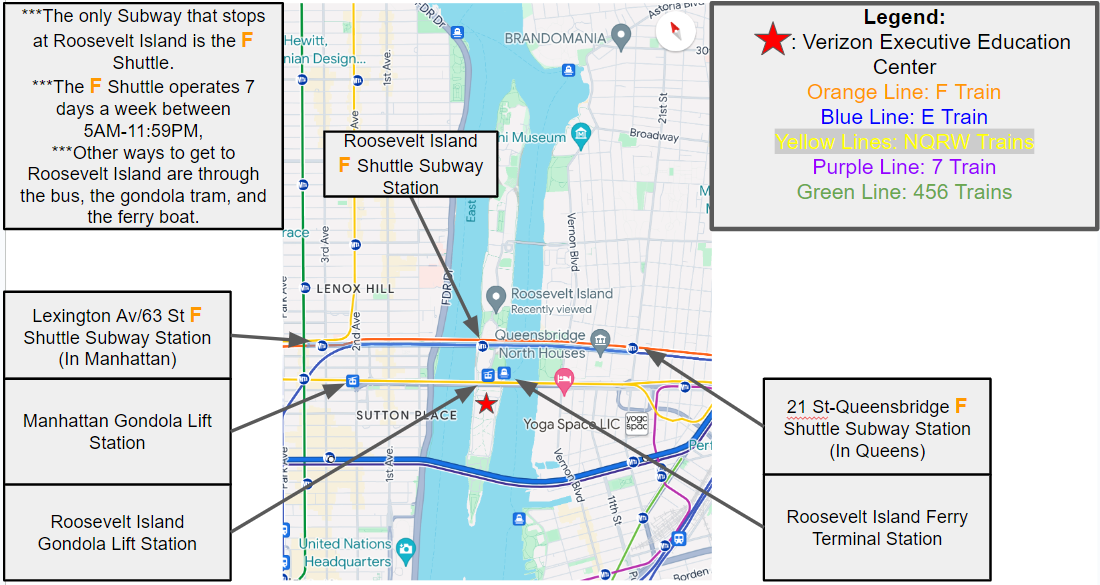 ***The only Subway that stops
at Roosevelt Island is the F
Shuttle.
***The F Shuttle operates 7
days a week between
5AM-11:59PM,
***Other ways to get to
Roosevelt Island are through
the bus, the gondola tram, and
the ferry boat.
Legend:
: Verizon Executive Education
Center
Orange Line: F Train
Blue Line: E Train
Yellow Lines: NQRW Trains
Purple Line: 7 Train
Green Line: 456 Trains
Roosevelt Island
F Shuttle Subway
Station
Lexington Av/63 St F
Shuttle Subway Station
(In Manhattan)
Manhattan Gondola Lift
Station
Roosevelt Island
Gondola Lift Station
21 St-Queensbridge F
Shuttle Subway Station
(In Queens)
Roosevelt Island Ferry
Terminal Station
Hewitt,
nian Design...
1st Ave.
FDR Dr
BRANDOMANIA
Astoria Blvd
30
21st St
Broadway
hi Museum
M
East
race
3rd Ave
Vernon Blvd
LENOX HILL
FDR Dr
Park Ave
2nd Ave
Roosevelt Island
Recently viewed
Queensbridge
North Houses
SUTTON PLACE
Yoga Space LIC
yoga
spac
Perf
Park Ave
1st Ave
Vernon Blvd
11th St
United Nations
Headquarters
Borden